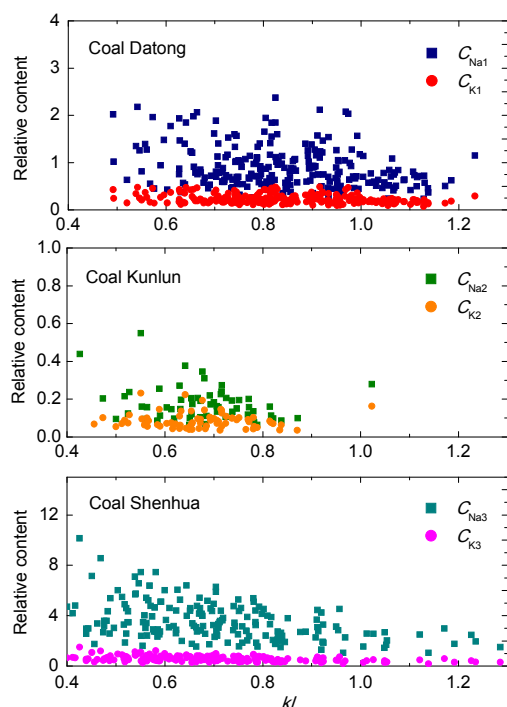 Coal Datong
C_Na1
C_K1
Relative content
4
3
2
1
0
0.4 0.6 0.8 1.0 1.2
Coal Kunlun
C_Na2
C_K2
Relative content
1.0
0.8
0.6
0.4
0.2
0.0
0.4 0.6 0.8 1.0 1.2
Coal Shenhua
C_Na3
C_K3
Relative content
12
8
4
0
0.4 0.6 0.8 1.0 1.2